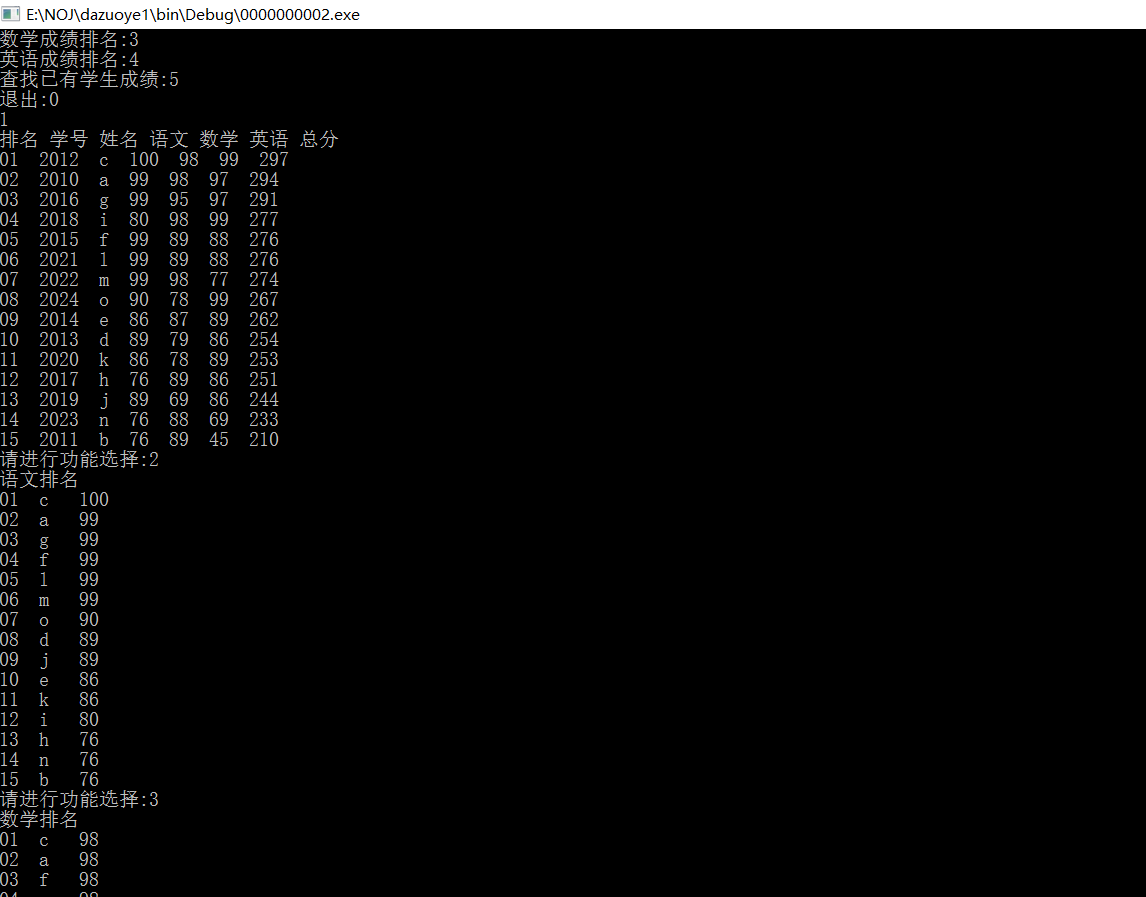 E:\NOJ\dazuoye1\bin\Debug\0000000002.exe
数学成绩排名:3
英语成绩排名:4
查找已有学生成绩:5
退出:0
1
排名 学号 姓名 语文 数学 英语 总分
01  2012  c  100  98  99  297
02  2010  a  99  98  97  294
03  2016  g  99  95  97  291
04  2018  i  80  98  99  277
05  2015  f  99  89  88  276
06  2021  l  99  89  88  276
07  2022  m  99  98  77  274
08  2024  o  90  78  99  267
09  2014  e  86  87  89  262
10  2013  d  89  79  86  254
11  2020  k  86  78  89  253
12  2017  h  76  89  86  251
13  2019  j  89  69  86  244
14  2023  n  76  88  69  233
15  2011  b  76  89  45  210
请进行功能选择:2
语文排名
01  c   100
02  a   99
03  g   99
04  f   99
05  l   99
06  m   99
07  o   90
08  d   89
09  j   89
10  e   86
11  k   86
12  i   80
13  h   76
14  n   76
15  b   76
请进行功能选择:3
数学排名
01  c   98
02  a   98
03  f   98